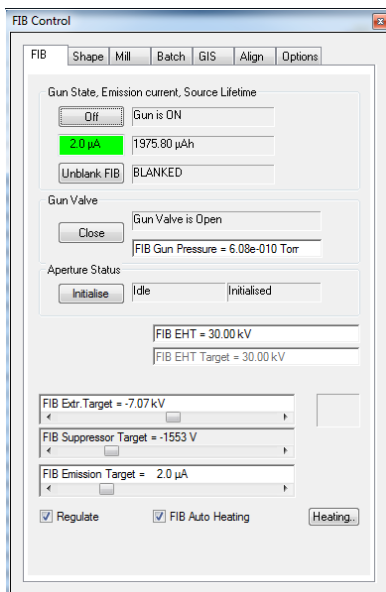 FIB Control
FIB Shape Mill Batch GIS Align Options
Gun State, Emission current, Source Lifetime
Off Gun is ON
2.0 µA 1975.80 µAh
Unblank FIB BLANKED
Gun Valve
Gun Valve is Open
Close
FIB Gun Pressure = 6.08e-010 Torr
Aperture Status
Initialise Idle Initialised
FIB EHT = 30.00 kV
FIB EHT Target = 30.00 kV
FIB Extr.Target = -7.07 kV
FIB Suppressor Target = -1553 V
FIB Emission Target = 2.0 µA
Regulate FIB Auto Heating Heating..